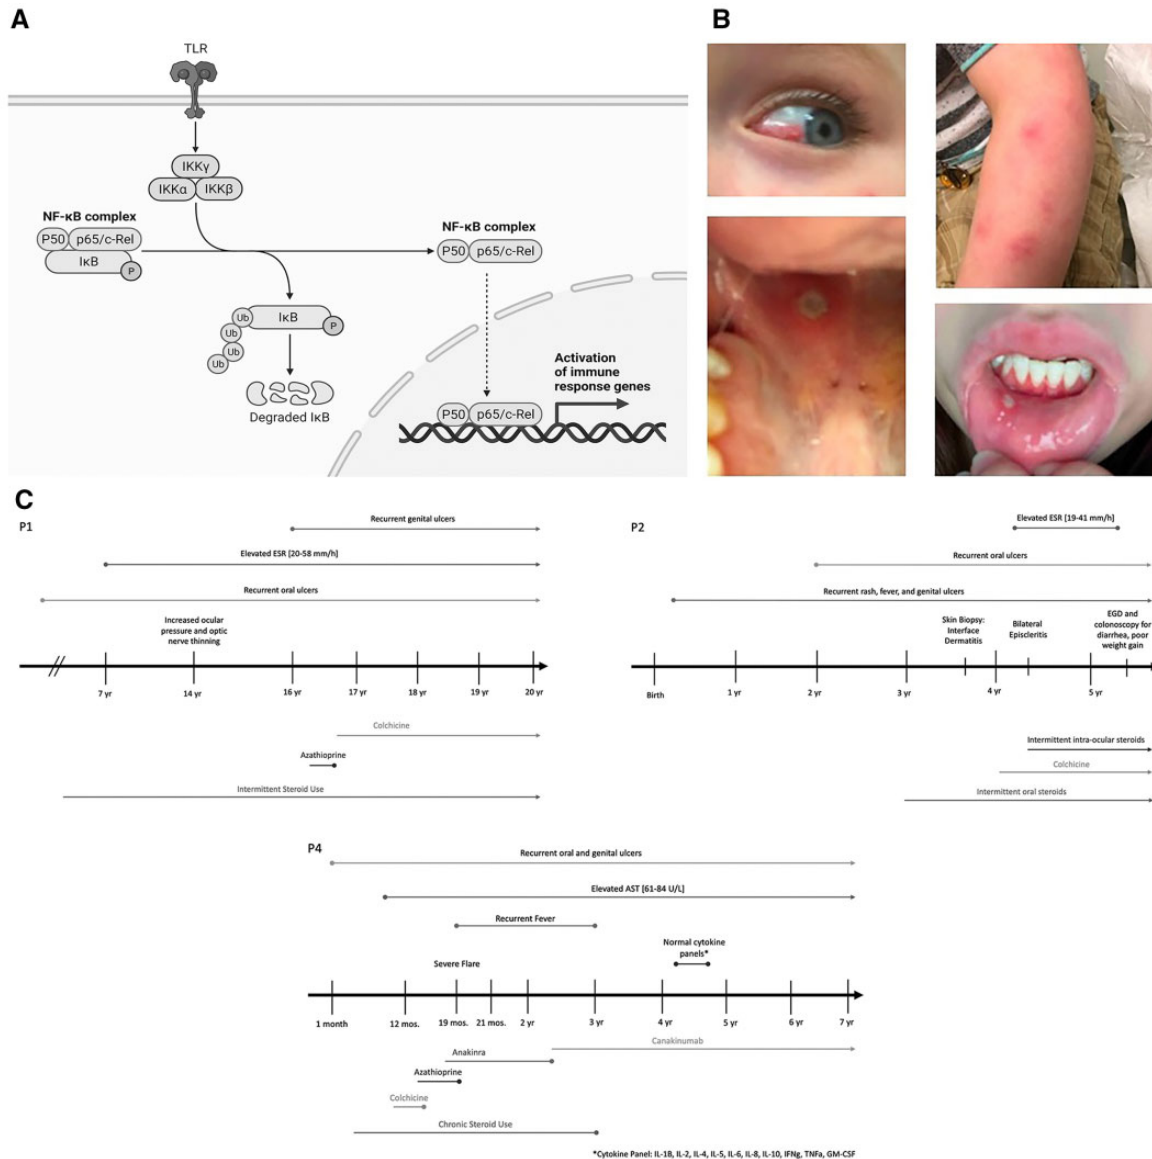 A
TLR
IKKγ
IKKα
IKKβ
NF-κB complex
P50
p65/c-Rel
IκB
P
NF-κB complex
P50
p65/c-Rel
Ub
IκB
P
Ub
Ub
Ub
Degraded IκB
Activation
of immune
response genes
P50
p65/c-Rel
B
C
P1
Recurrent genital ulcers
Elevated ESR [20-58 mm/h]
Recurrent oral ulcers
Increased ocular
pressure and optic
nerve thinning
7 yr
14 yr
16 yr
17 yr
18 yr
19 yr
20 yr
Colchicine
Azathioprine
Intermittent Steroid Use
P2
Elevated ESR [19-41 mm/h]
Recurrent oral ulcers
Recurrent rash, fever, and genital ulcers
Skin Biopsy:
Interface
Dermatitis
Bilateral
Episcleritis
EGD and
colonoscopy for
diarrhea, poor
weight gain
Birth
1 yr
2 yr
3 yr
4 yr
5 yr
Intermittent intra-ocular steroids
Colchicine
Intermittent oral steroids
P4
Recurrent oral and genital ulcers
Elevated AST [61-84 U/L]
Recurrent Fever
Normal cytokine
panels*
Severe Flare
1 month
12 mos.
19 mos.
21 mos.
2 yr
3 yr
4 yr
5 yr
6 yr
7 yr
Canakinumab
Anakinra
Azathioprine
Colchicine
Chronic Steroid Use
*Cytokine Panel: IL-1B, IL-2, IL-4, IL-5, IL-6, IL-8, IL-10, IFNg, TNFa, GM-CSF